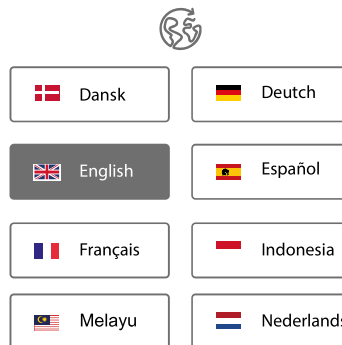 Dansk
Deutch
English
Español
Français
Indonesia
Melayu
Nederlands